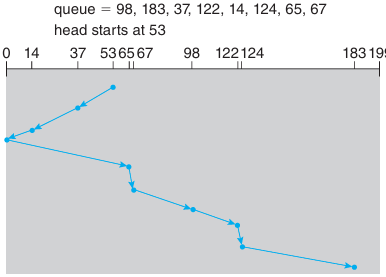 queue = 98, 183, 37, 122, 14, 124, 65, 67
head starts at 53
0 14 37 53 65 67 98 122 124 183 199